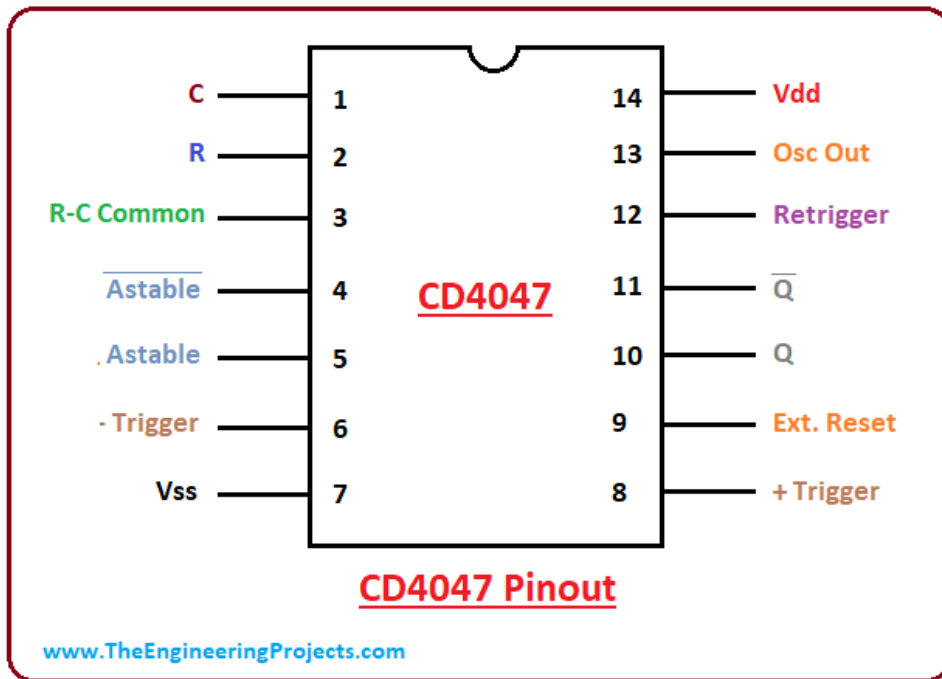 C 1 14 Vdd
R 2 13 Osc Out
R-C Common 3 12 Retrigger
Astable 4 CD4047 11 Q
. Astable 5 10 Q
- Trigger 6 9 Ext. Reset
Vss 7 8 + Trigger
CD4047 Pinout
www.TheEngineeringProjects.com